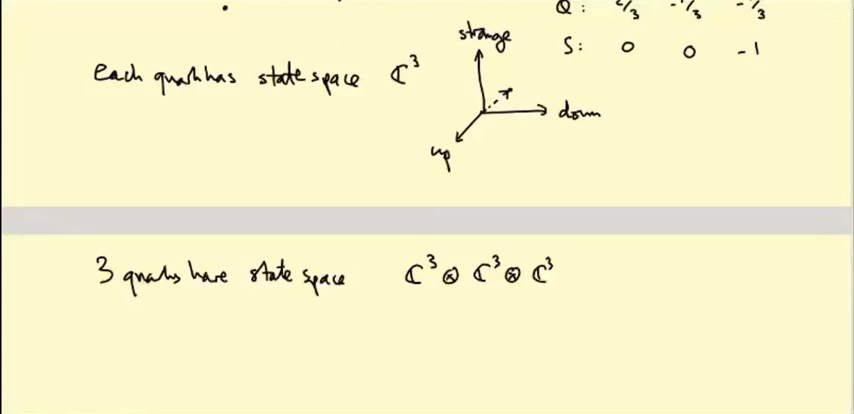 Q: 2/3 -1/3 -1/3
strange
S: 0 0 -1
each quark has state space ℂ³
down
up
3 quarks have state space ℂ³ ⊗ ℂ³ ⊗ ℂ³